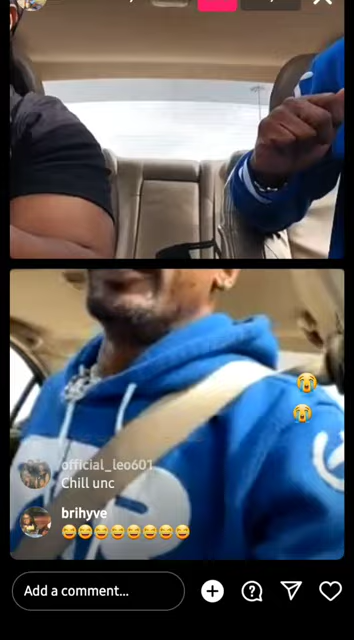 official_leo601
Chill unc
brihyve
😂😂😂😂😂😂😂😂
Add a comment...